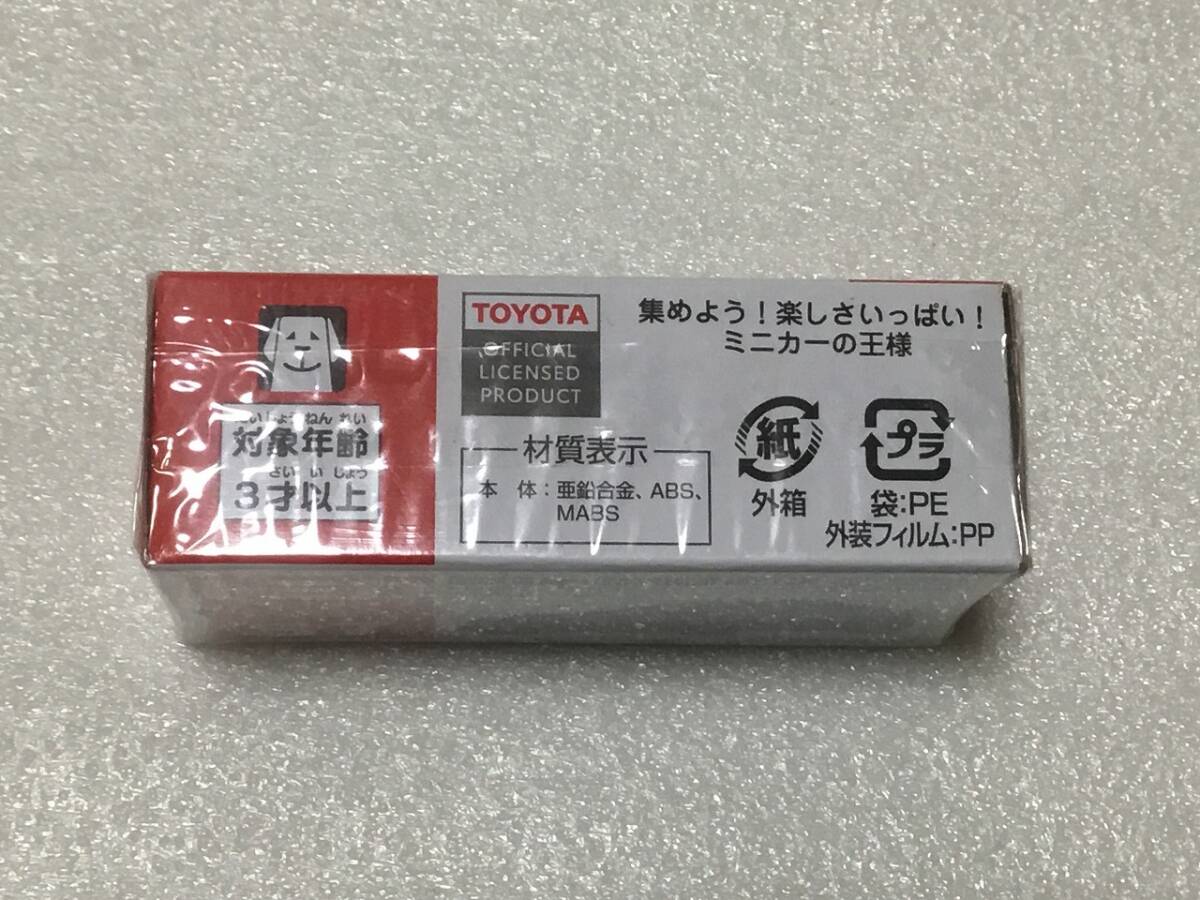 たいしょうねんれい
対象年齢
さいいじょう
3才以上
TOYOTA
OFFICIAL
LICENSED
PRODUCT
集めよう!楽しさいっぱい!
ミニカーの王様
材質表示
本 体:亜鉛合金、ABS、
MABS
紙
外箱
プラ
袋:PE
外装フィルム:PP